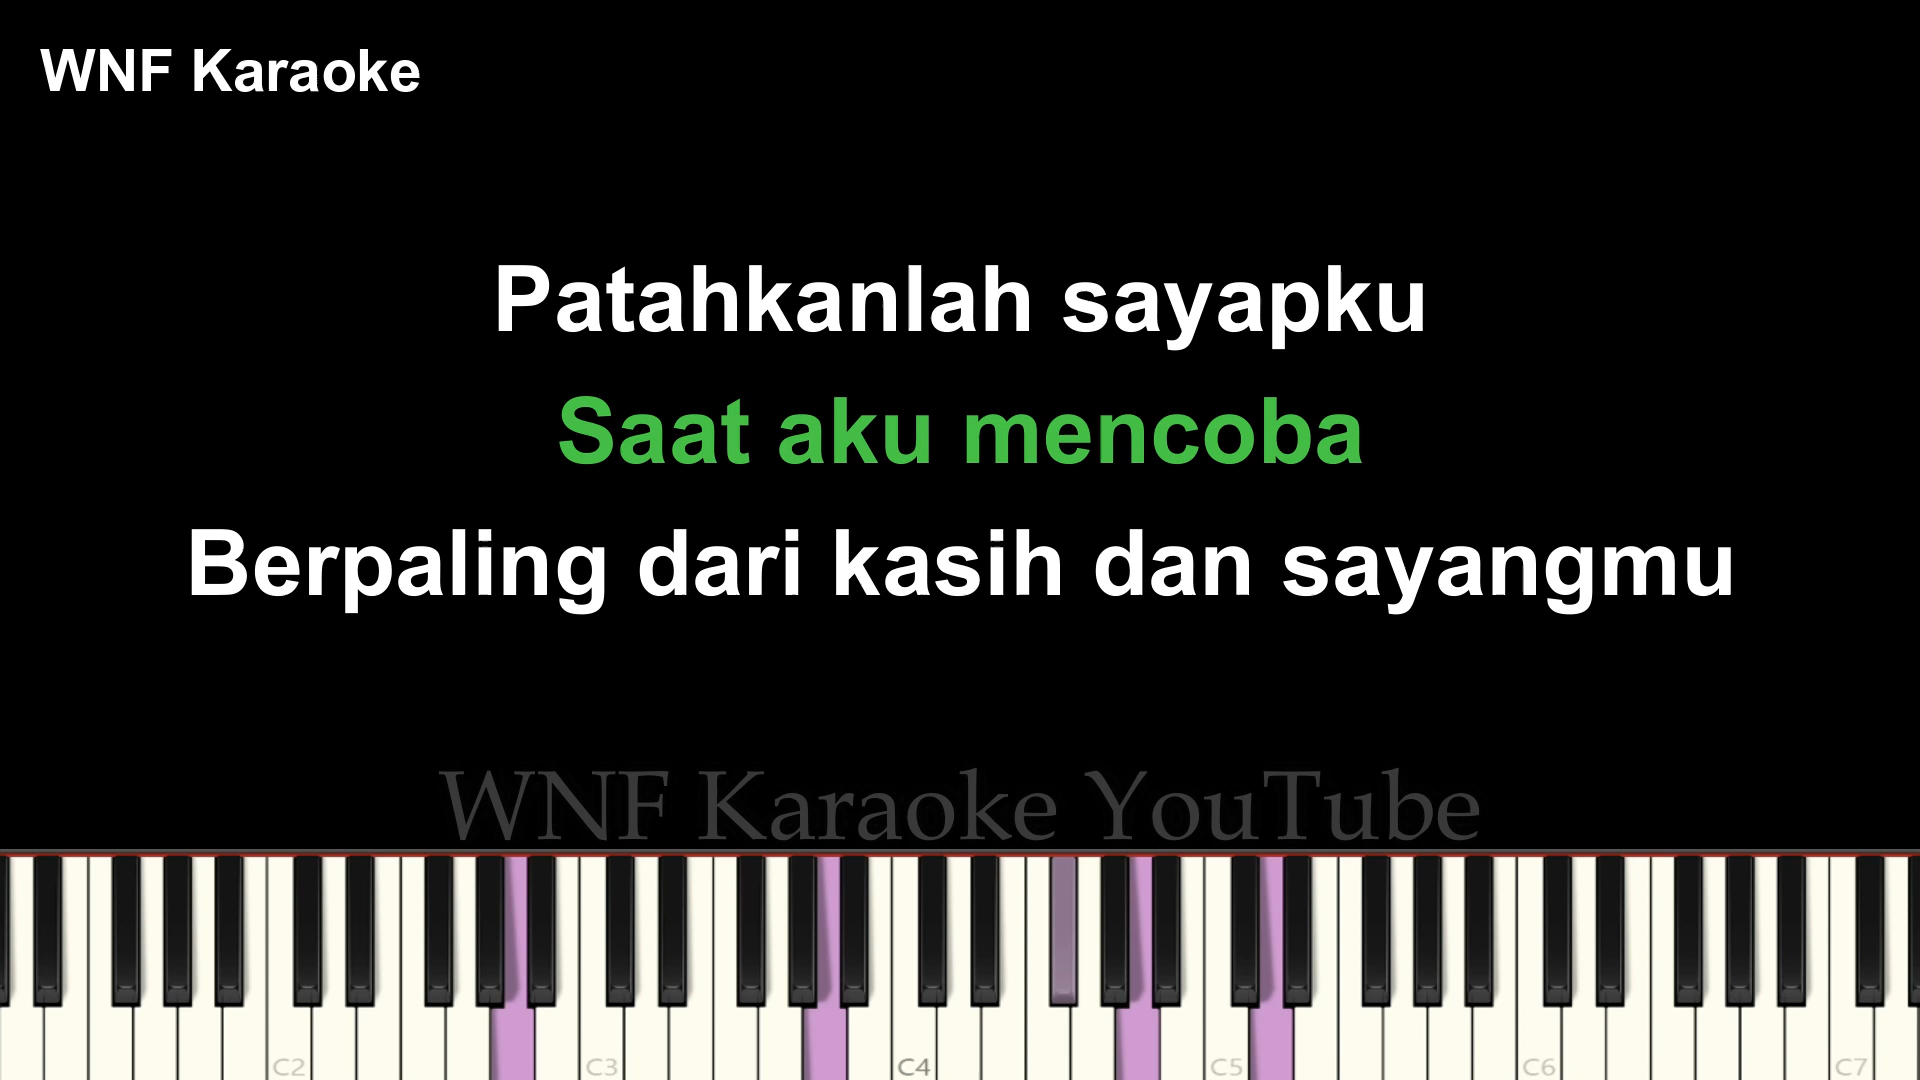 WNF Karaoke
Patahkanlah sayapku
Saat aku mencoba
Berpaling dari kasih dan sayangmu
WNF Karaoke YouTube
C2 C3 C4 C5 C6 C7